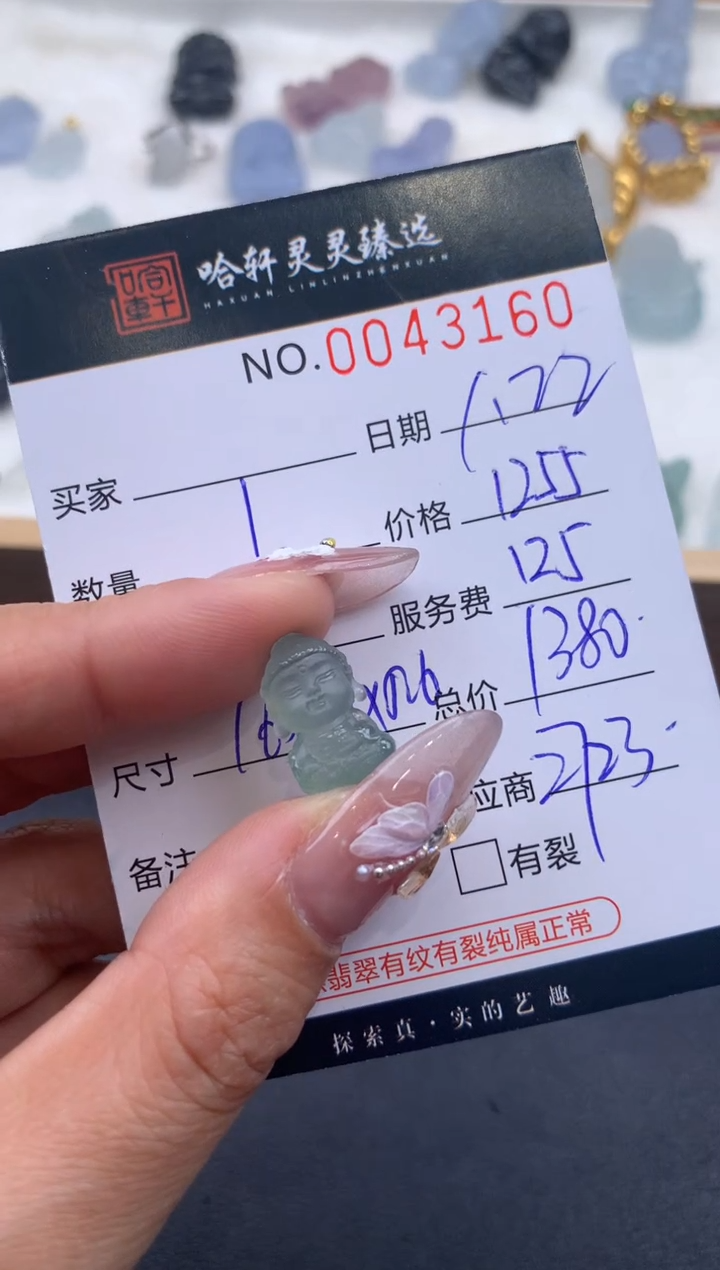 哈轩灵灵臻选
HAXUAN LINLINZHENXUAN
NO.0043160
日期 1.22
买家
价格 1255
数量 1
服务费 125
总价 1380.
尺寸
应商
备注
有裂
翡翠有纹有裂纯属正常
探索真·实的艺趣